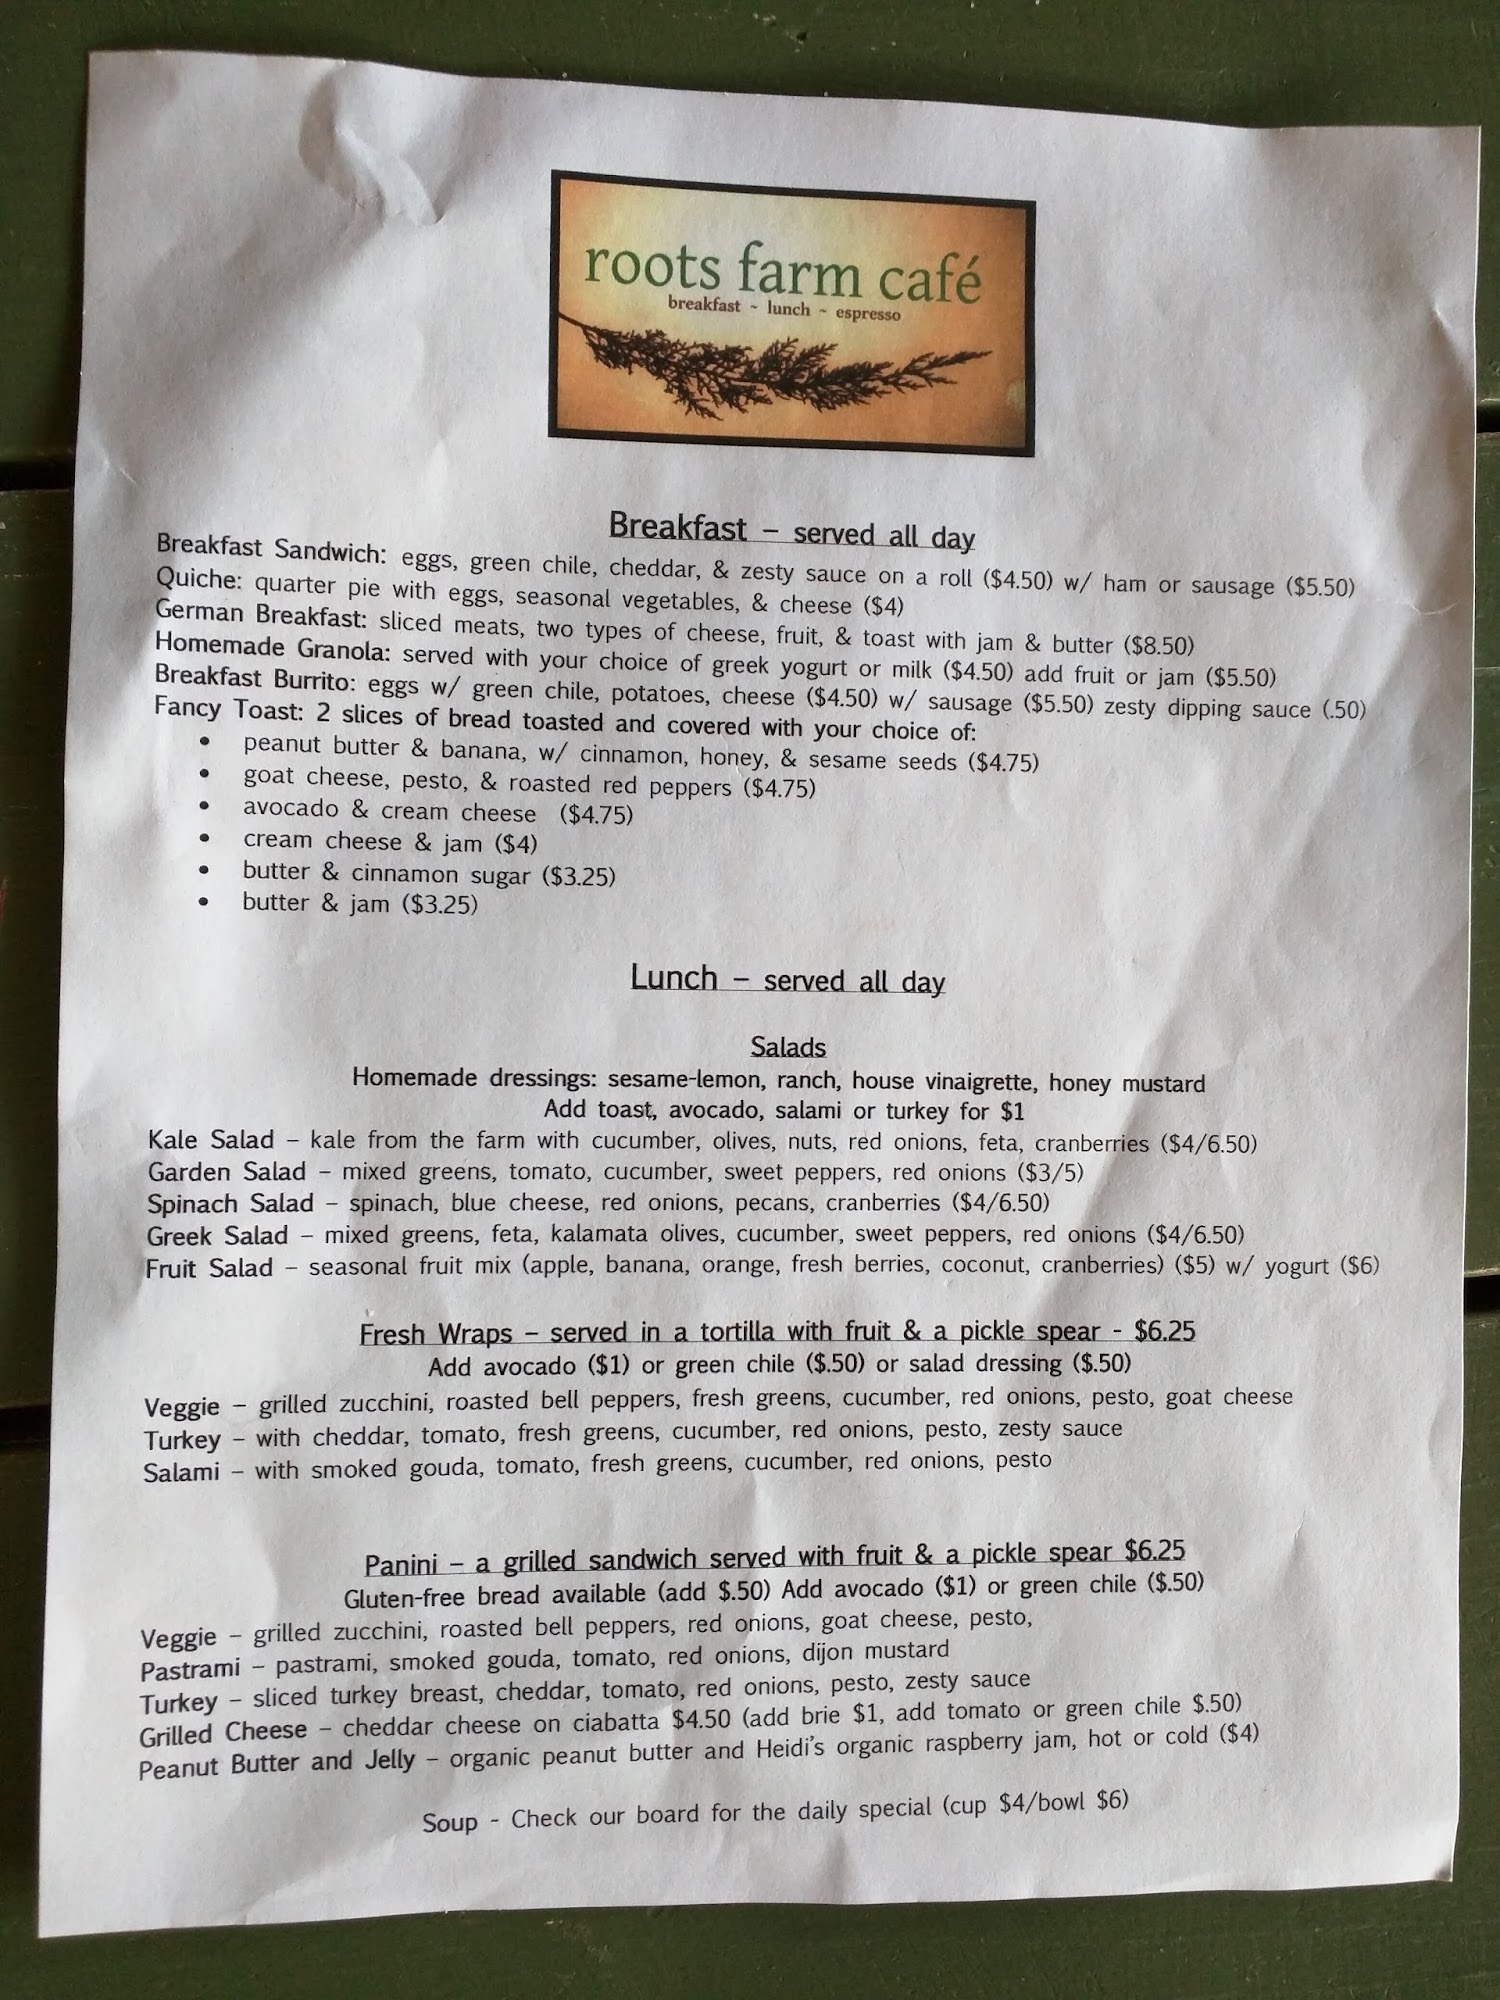 roots farm café
breakfast ~ lunch ~ espresso
Breakfast – served all day
Breakfast Sandwich: eggs, green chile, cheddar, & zesty sauce on a roll ($4.50) w/ ham or sausage ($5.50)
Quiche: quarter pie with eggs, seasonal vegetables, & cheese ($4)
German Breakfast: sliced meats, two types of cheese, fruit, & toast with jam & butter ($8.50)
Homemade Granola: served with your choice of greek yogurt or milk ($4.50) add fruit or jam ($5.50)
Breakfast Burrito: eggs w/ green chile, potatoes, cheese ($4.50) w/ sausage ($5.50) zesty dipping sauce (.50)
Fancy Toast: 2 slices of bread toasted and covered with your choice of:
• peanut butter & banana, w/ cinnamon, honey, & sesame seeds ($4.75)
• goat cheese, pesto, & roasted red peppers ($4.75)
• avocado & cream cheese ($4.75)
• cream cheese & jam ($4)
• butter & cinnamon sugar ($3.25)
• butter & jam ($3.25)
Lunch – served all day
Salads
Homemade dressings: sesame-lemon, ranch, house vinaigrette, honey mustard
Add toast, avocado, salami or turkey for $1
Kale Salad – kale from the farm with cucumber, olives, nuts, red onions, feta, cranberries ($4/6.50)
Garden Salad – mixed greens, tomato, cucumber, sweet peppers, red onions ($3/5)
Spinach Salad – spinach, blue cheese, red onions, pecans, cranberries ($4/6.50)
Greek Salad – mixed greens, feta, kalamata olives, cucumber, sweet peppers, red onions ($4/6.50)
Fruit Salad – seasonal fruit mix (apple, banana, orange, fresh berries, coconut, cranberries) ($5) w/ yogurt ($6)
Fresh Wraps – served in a tortilla with fruit & a pickle spear - $6.25
Add avocado ($1) or green chile ($.50) or salad dressing ($.50)
Veggie – grilled zucchini, roasted bell peppers, fresh greens, cucumber, red onions, pesto, goat cheese
Turkey – with cheddar, tomato, fresh greens, cucumber, red onions, pesto, zesty sauce
Salami – with smoked gouda, tomato, fresh greens, cucumber, red onions, pesto
Panini – a grilled sandwich served with fruit & a pickle spear $6.25
Gluten-free bread available (add $.50) Add avocado ($1) or green chile ($.50)
Veggie – grilled zucchini, roasted bell peppers, red onions, goat cheese, pesto,
Pastrami – pastrami, smoked gouda, tomato, red onions, dijon mustard
Turkey – sliced turkey breast, cheddar, tomato, red onions, pesto, zesty sauce
Grilled Cheese – cheddar cheese on ciabatta $4.50 (add brie $1, add tomato or green chile $.50)
Peanut Butter and Jelly – organic peanut butter and Heidi's organic raspberry jam, hot or cold ($4)
Soup - Check our board for the daily special (cup $4/bowl $6)